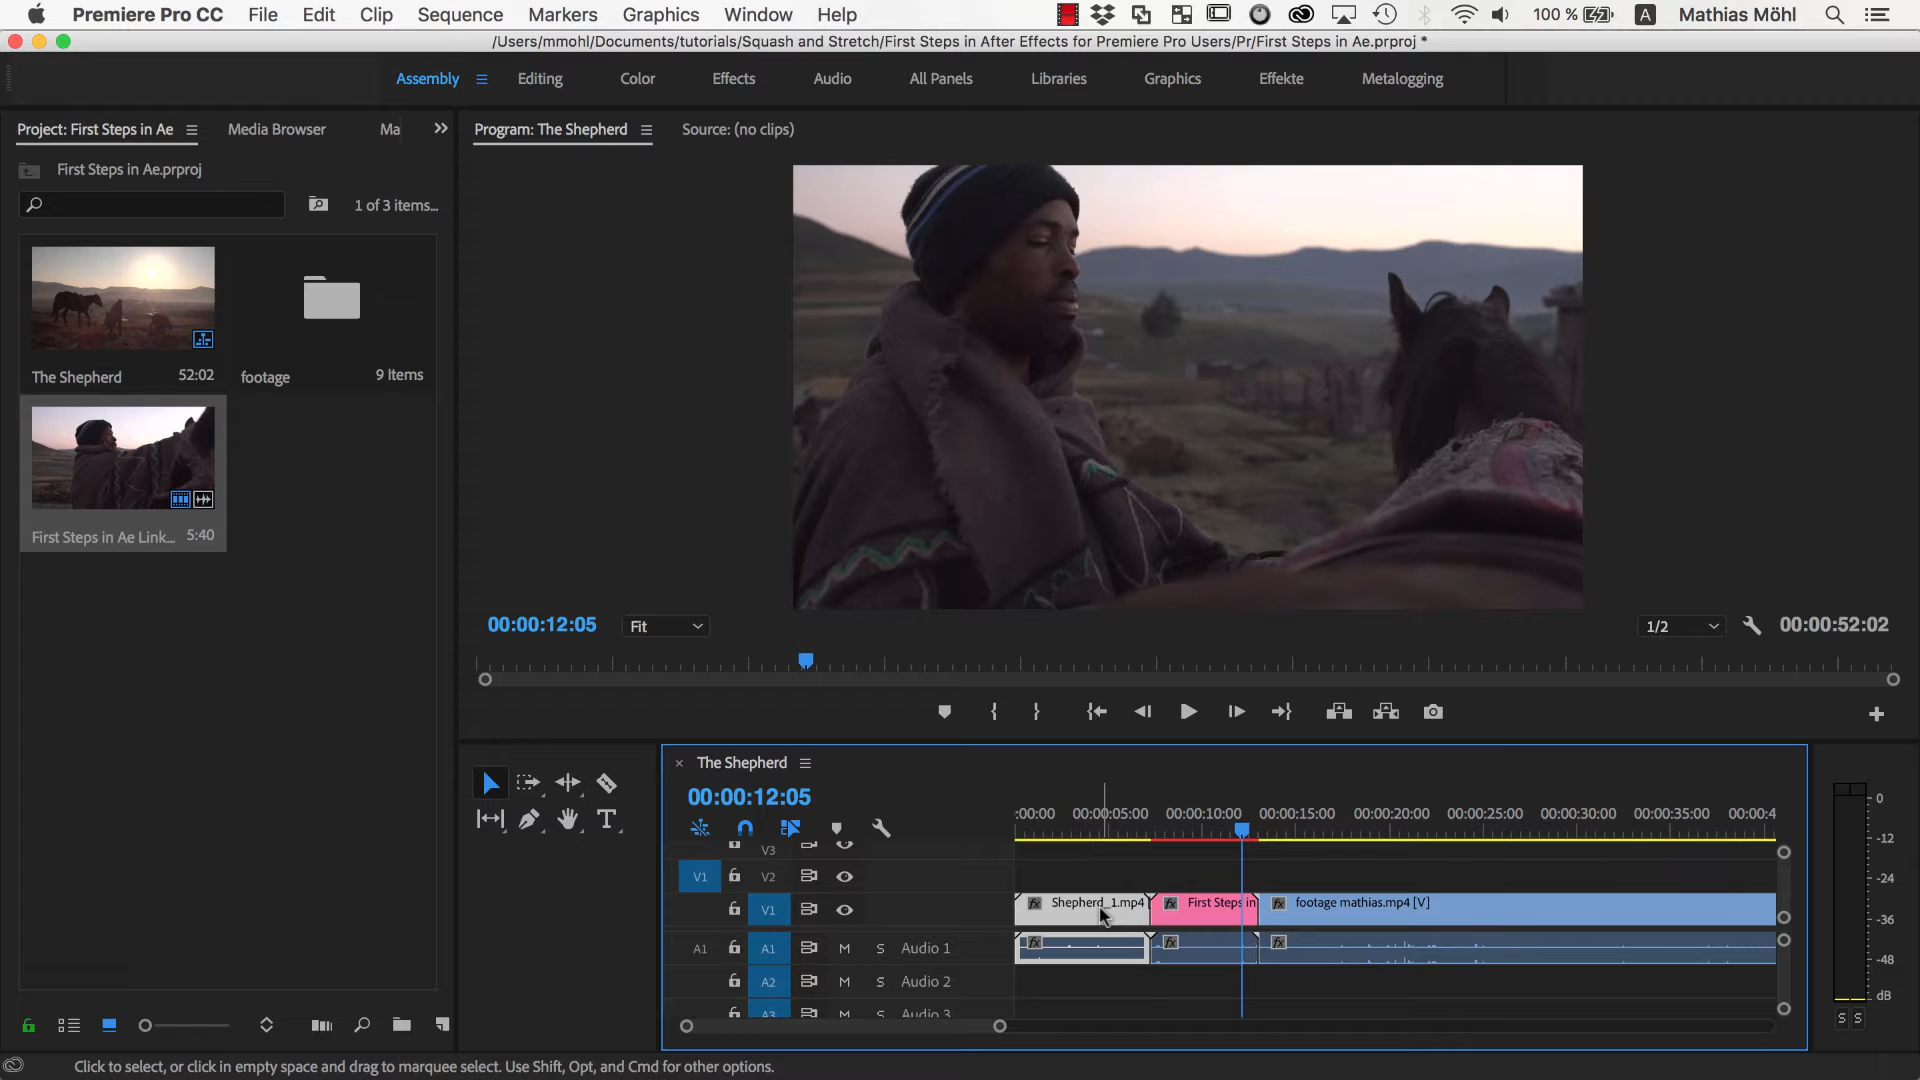 Premiere Pro CC File Edit Clip Sequence Markers Graphics Window Help 100 % A Mathias Möhl
/Users/mmohl/Documents/tutorials/Squash and Stretch/First Steps in After Effects for Premiere Pro Users/Pr/First Steps in Ae.prproj *
Assembly Editing Color Effects Audio All Panels Libraries Graphics Effekte Metalogging
Project: First Steps in Ae Media Browser Ma
Program: The Shepherd Source: (no clips)
First Steps in Ae.prproj
1 of 3 items...
The Shepherd 52:02
footage 9 Items
First Steps in Ae Link... 5:40
00:00:12:05 Fit 1/2 00:00:52:02
The Shepherd
00:00:12:05
:00:00 00:00:05:00 00:00:10:00 00:00:15:00 00:00:20:00 00:00:25:00 00:00:30:00 00:00:35:00 00:00:4
V3
V1 V2
V1
fx Shepherd_1.mp4 fx First Steps in fx footage mathias.mp4 [V]
A1 A1 M S Audio 1
fx fx fx
A2 M S Audio 2
A3 M S Audio 3
0
-12
-24
-36
-48
dB
S S
Click to select, or click in empty space and drag to marquee select. Use Shift, Opt, and Cmd for other options.